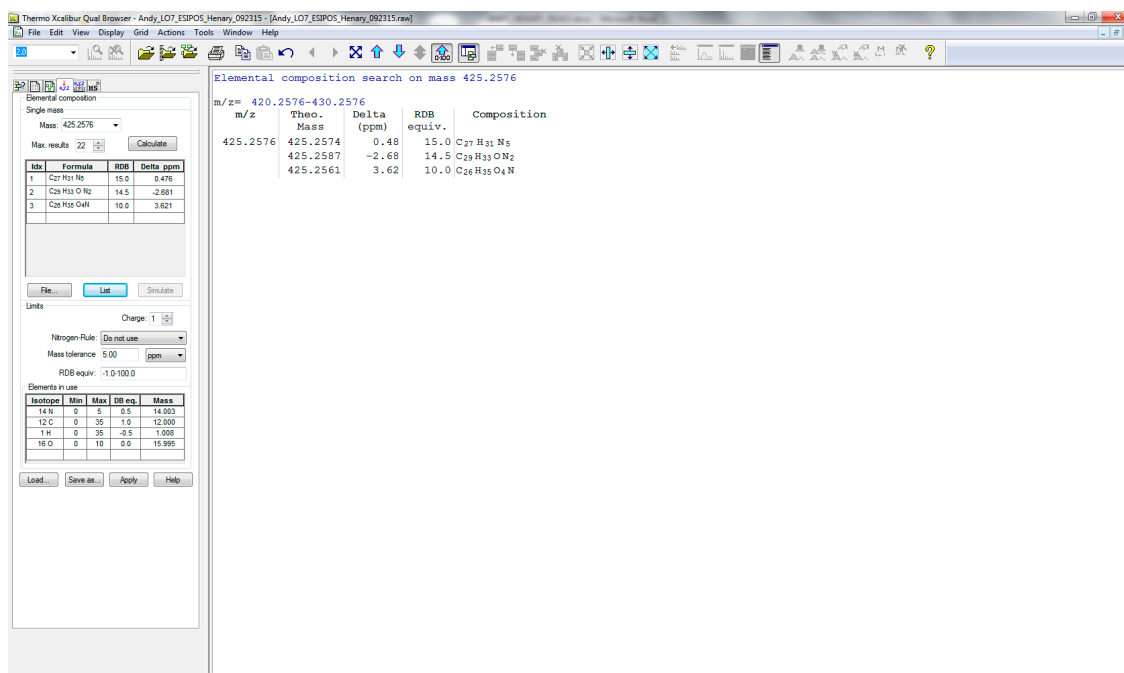 Thermo Xcalibur Qual Browser - Andy_LO7_ESIPOS_Henary_092315 - [Andy_LO7_ESIPOS_Henary_092315.raw]
File Edit View Display Grid Actions Tools Window Help
2.0
Elemental composition
Single mass
Mass: 425.2576
Max. results 22 Calculate
Idx Formula RDB Delta ppm
1 C27 H31 N5 15.0 0.476
2 C29 H33 O N2 14.5 -2.681
3 C26 H35 O4N 10.0 3.621
File... List Simulate
Limits
Charge: 1
Nitrogen-Rule: Do not use
Mass tolerance 5.00 ppm
RDB equiv: -1.0-100.0
Elements in use
Isotope Min Max DB eq. Mass
14 N 0 5 0.5 14.003
12 C 0 35 1.0 12.000
1 H 0 35 -0.5 1.008
16 O 0 10 0.0 15.995
Load... Save as... Apply Help
Elemental composition search on mass 425.2576
m/z= 420.2576-430.2576
m/z Theo. Mass Delta (ppm) RDB equiv. Composition
425.2576 425.2574 0.48 15.0 C27 H31 N5
425.2587 -2.68 14.5 C29 H33 O N2
425.2561 3.62 10.0 C26 H35 O4 N